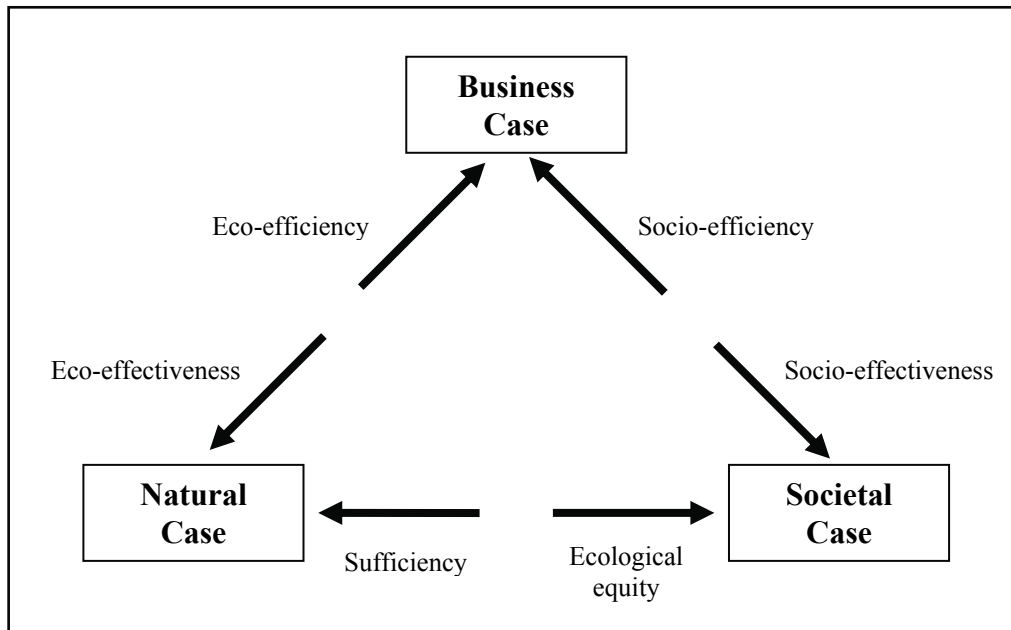 Business
Case
Eco-efficiency
Socio-efficiency
Eco-effectiveness
Socio-effectiveness
Natural
Case
Societal
Case
Sufficiency
Ecological
equity